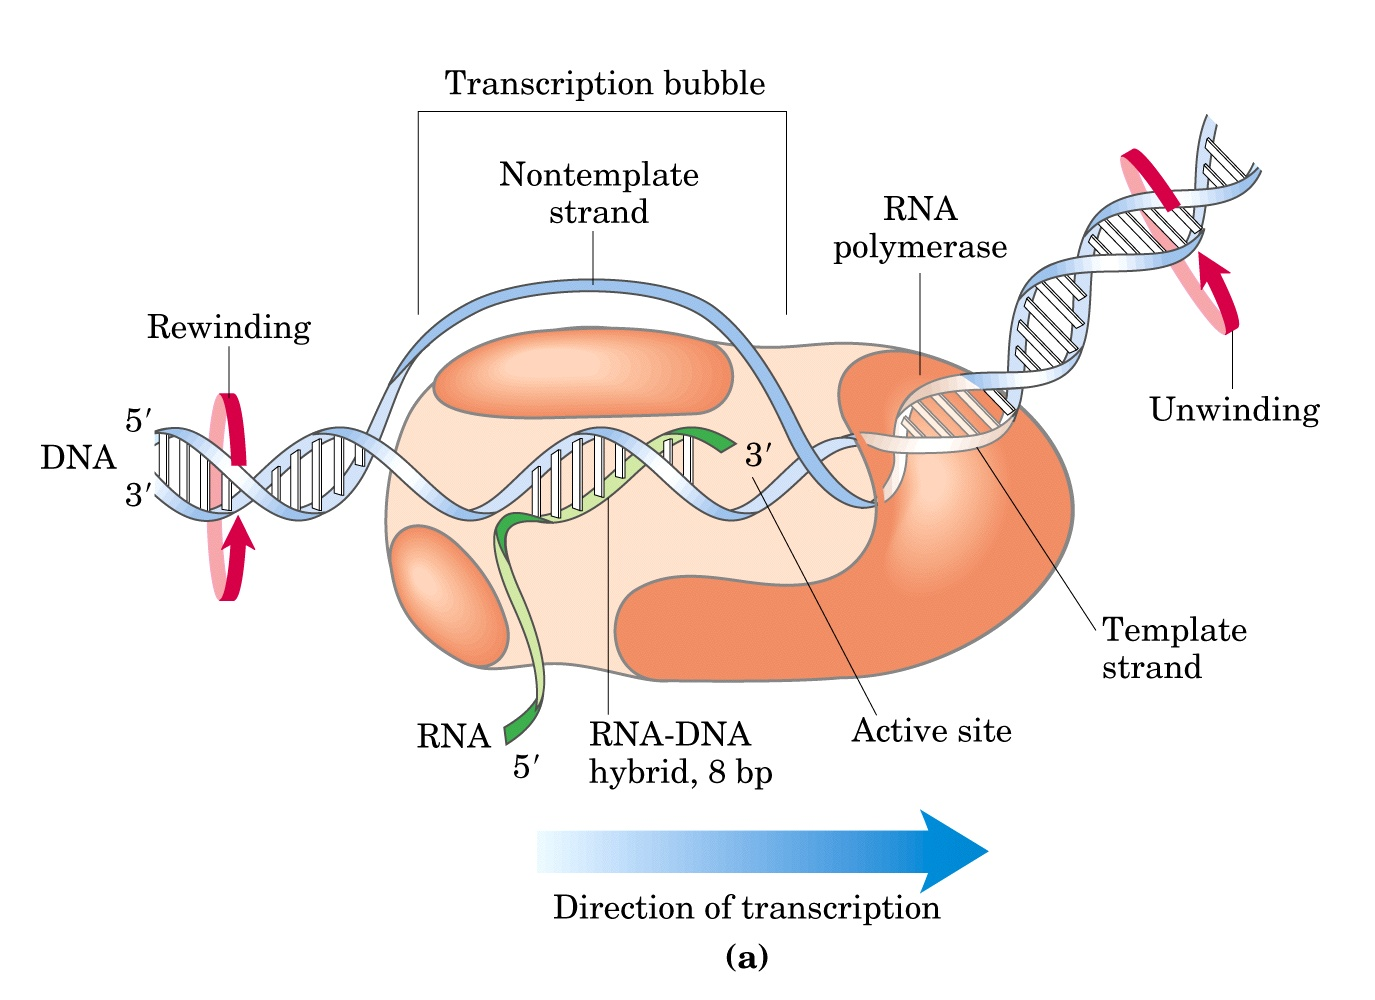 Transcription bubble
Nontemplate
strand
RNA
polymerase
Rewinding
Unwinding
5′
DNA
3′
3′
Template
strand
RNA
5′
RNA-DNA
hybrid, 8 bp
Active site
Direction of transcription
(a)